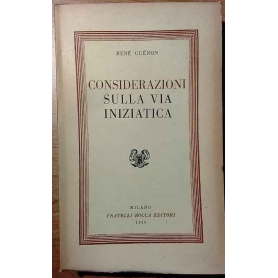 RENÉ GUÉNON
CONSIDERAZIONI
SULLA VIA
INIZIATICA
MILANO
FRATELLI BOCCA EDITORI